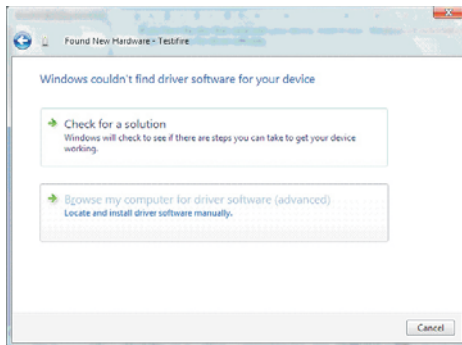 Found New Hardware - Testifire
Windows couldn't find driver software for your device
Check for a solution
Windows will check to see if there are steps you can take to get your device
working.
Browse my computer for driver software (advanced)
Locate and install driver software manually.
Cancel